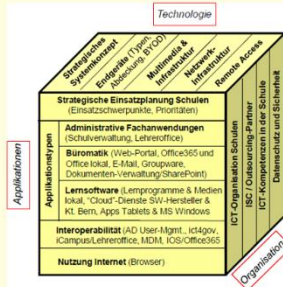 Technologie
Strategisches
Systemkonzept
Endgeräte (Typen,
Abdeckung, BYOD)
Multimedia &
Infrastruktur
Netzwerk-
Infrastruktur
Remote Access
Applikationen
Strategische Einsatzplanung Schulen
(Einsatzschwerpunkte, Prioritäten)
Applikationstypen
Administrative Fachanwendungen
(Schulverwaltung, Lehreroffice)
Büromatik (Web-Portal, Office365 und
Office lokal, E-Mail, Groupware,
Dokumenten-Verwaltung/SharePoint)
Lernsoftware (Lernprogramme & Medien
lokal, "Cloud"-Dienste SW-Hersteller &
Kt. Bern, Apps Tablets & MS Windows
Interoperabilität (AD User-Mgmt., ict4gov,
iCampus/Lehreroffice, MDM, IOS/Office365
Nutzung Internet (Browser)
ICT-Organisation Schulen
ISC / Outsourcing-Partner
ICT-Kompetenzen in der Schule
Datenschutz und Sicherheit
Organisation